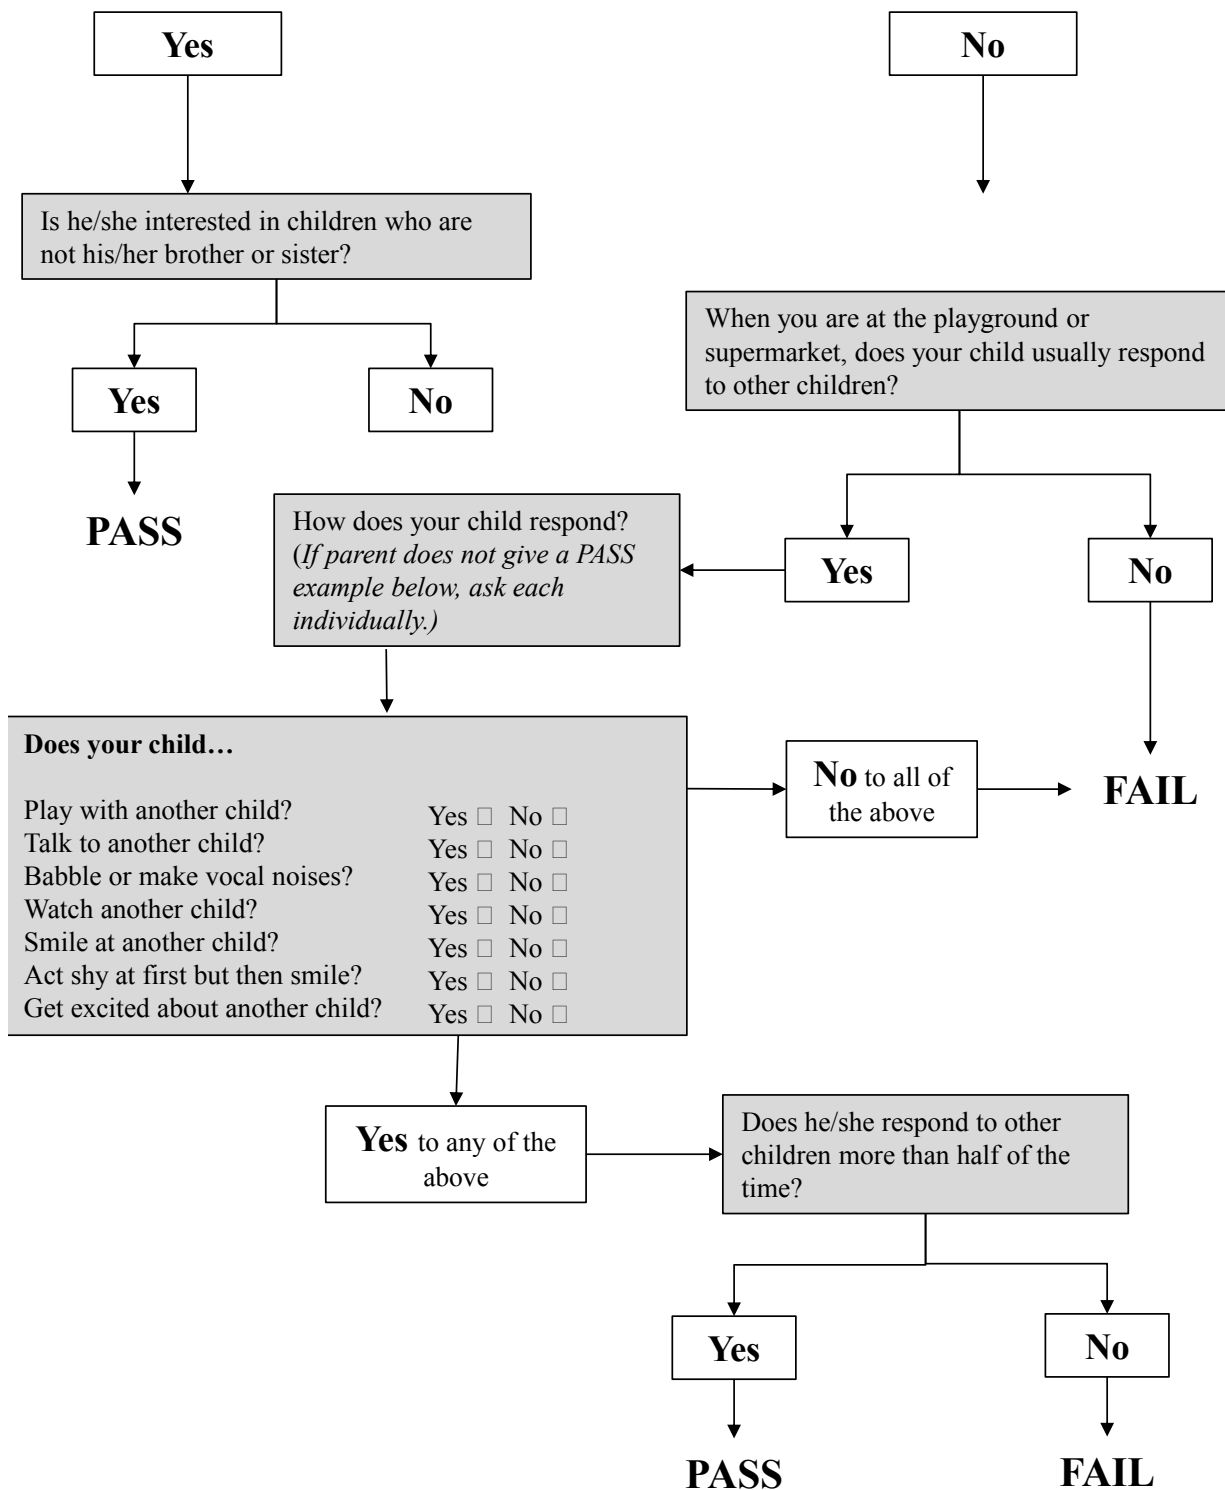 Yes
No
Is he/she interested in children who are
not his/her brother or sister?
When you are at the playground or
supermarket, does your child usually respond
to other children?
Yes
No
PASS
How does your child respond?
(If parent does not give a PASS
example below, ask each
individually.)
Yes
No
Does your child…
Play with another child? Yes □ No □
Talk to another child? Yes □ No □
Babble or make vocal noises? Yes □ No □
Watch another child? Yes □ No □
Smile at another child? Yes □ No □
Act shy at first but then smile? Yes □ No □
Get excited about another child? Yes □ No □
No to all of
the above
FAIL
Yes to any of the
above
Does he/she respond to other
children more than half of the
time?
Yes
No
PASS
FAIL